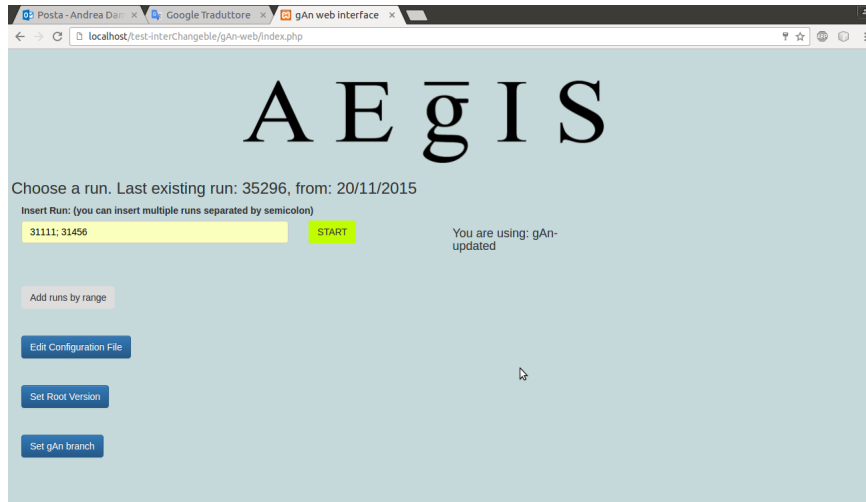 Posta - Andrea Dam
Google Traduttore
gAn web interface
localhost/test-interChangeble/gAn-web/index.php
AEḡIS
Choose a run. Last existing run: 35296, from: 20/11/2015
Insert Run: (you can insert multiple runs separated by semicolon)
31111; 31456
START
You are using: gAn-
updated
Add runs by range
Edit Configuration File
Set Root Version
Set gAn branch